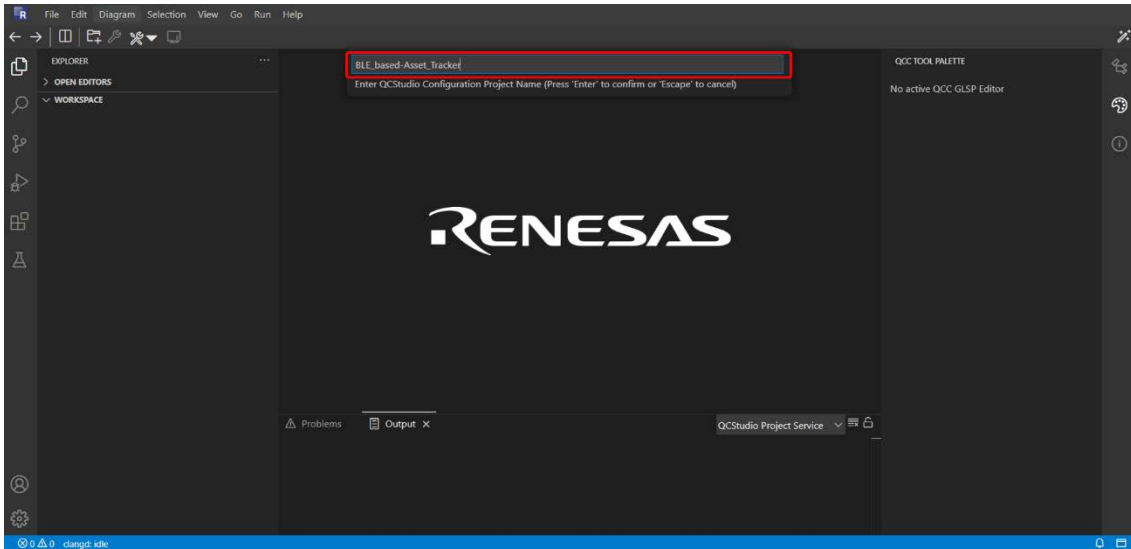 R File Edit Diagram Selection View Go Run Help
EXPLORER
BLE_based-Asset_Tracker
QCC TOOL PALETTE
OPEN EDITORS
Enter QCStudio Configuration Project Name (Press 'Enter' to confirm or 'Escape' to cancel)
No active QCC GLSP Editor
WORKSPACE
RENESAS
Problems Output QCStudio Project Service
0 0 clangd: idle